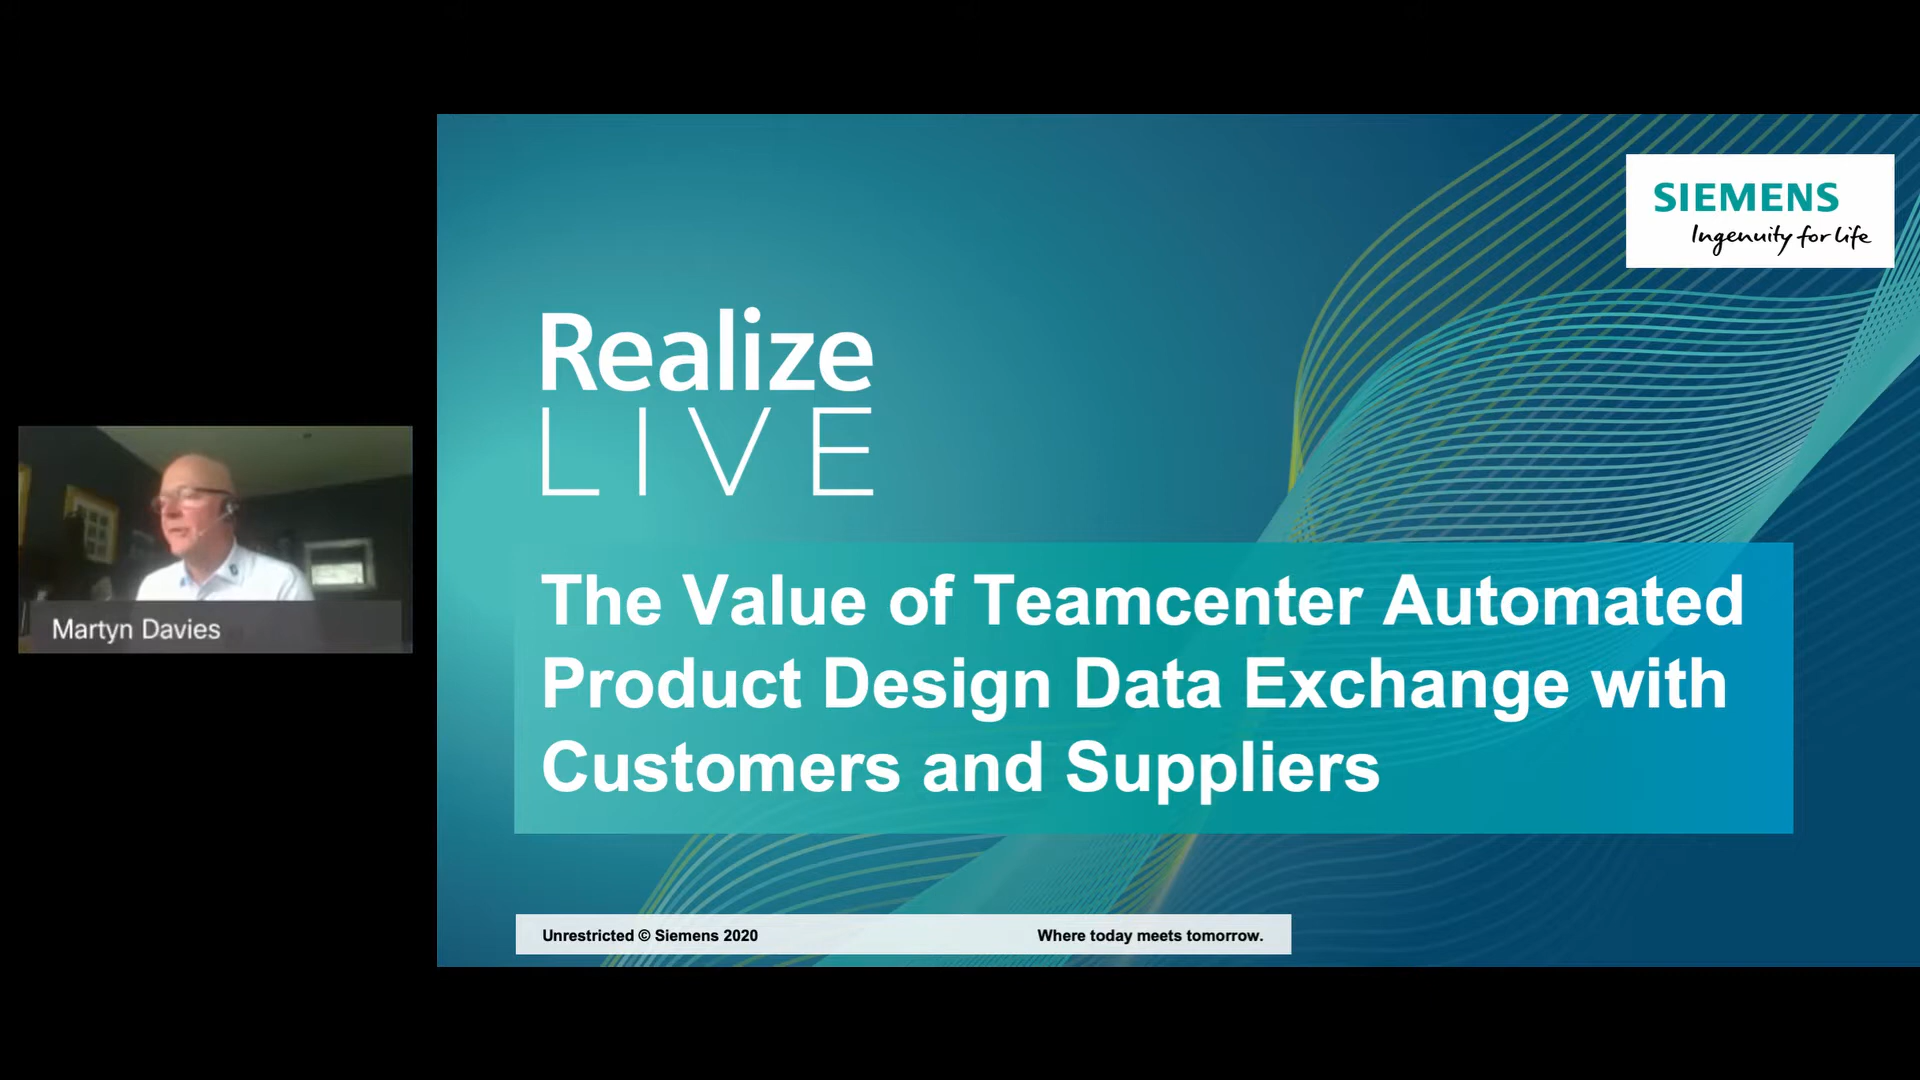 SIEMENS
Ingenuity for life
Realize
LIVE
The Value of Teamcenter Automated
Product Design Data Exchange with
Customers and Suppliers
Martyn Davies
Unrestricted © Siemens 2020
Where today meets tomorrow.